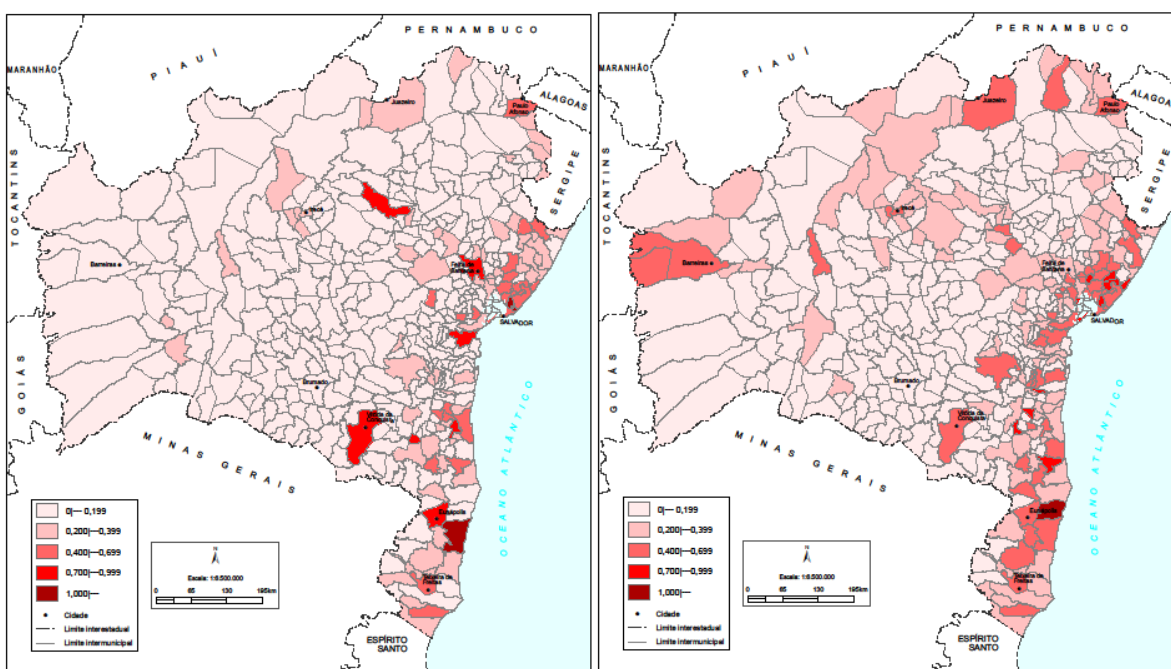 PERNAMBUCO
PIAUÍ
MARANHÃO
ALAGOAS
Juazeiro
Paulo
Afonso
SERGIPE
TOCANTINS
Irecê
Barreiras
Feira de
Santana
SALVADOR
GOIÁS
Brumado
Vitória da
Conquista
MINAS GERAIS
OCEANO ATLÂNTICO
Eunápolis
Teixeira de
Freitas
ESPÍRITO
SANTO
0|— 0,199
0,200|—0,399
0,400|—0,699
0,700|—0,999
1,000|—
Cidade
Limite interestadual
Limite intermunicipal
N
Escala: 1:6.500.000
0 30 60 130 195km
PERNAMBUCO
PIAUÍ
MARANHÃO
ALAGOAS
Juazeiro
Paulo
Afonso
SERGIPE
TOCANTINS
Irecê
Barreiras
Feira de
Santana
SALVADOR
GOIÁS
Brumado
Vitória da
Conquista
MINAS GERAIS
OCEANO ATLÂNTICO
Eunápolis
Teixeira de
Freitas
ESPÍRITO
SANTO
0|— 0,199
0,200|—0,399
0,400|—0,699
0,700|—0,999
1,000|—
Cidade
Limite interestadual
Limite intermunicipal
N
Escala: 1:6.500.000
0 30 60 130 195km